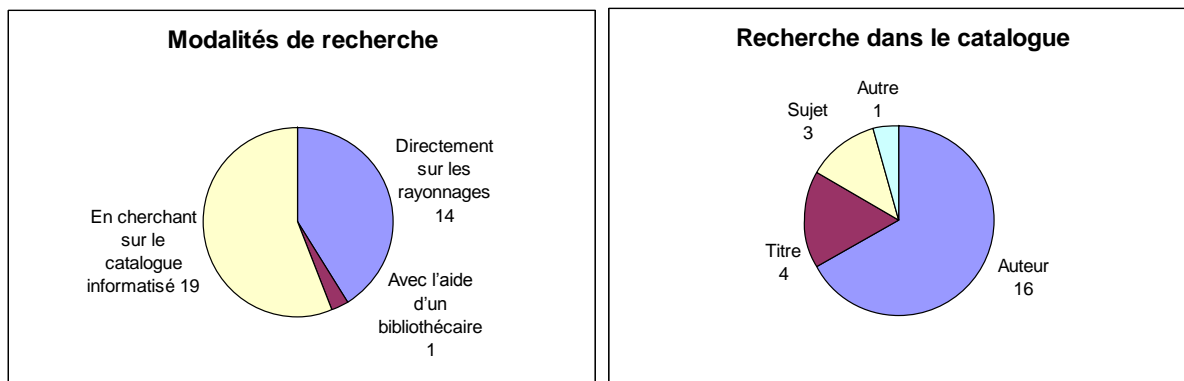 Modalités de recherche
Directement
sur les
rayonnages
14
En cherchant
sur le
catalogue
informatisé 19
Avec l’aide
d’un
bibliothécaire
1
Recherche dans le catalogue
Autre
1
Sujet
3
Titre
4
Auteur
16